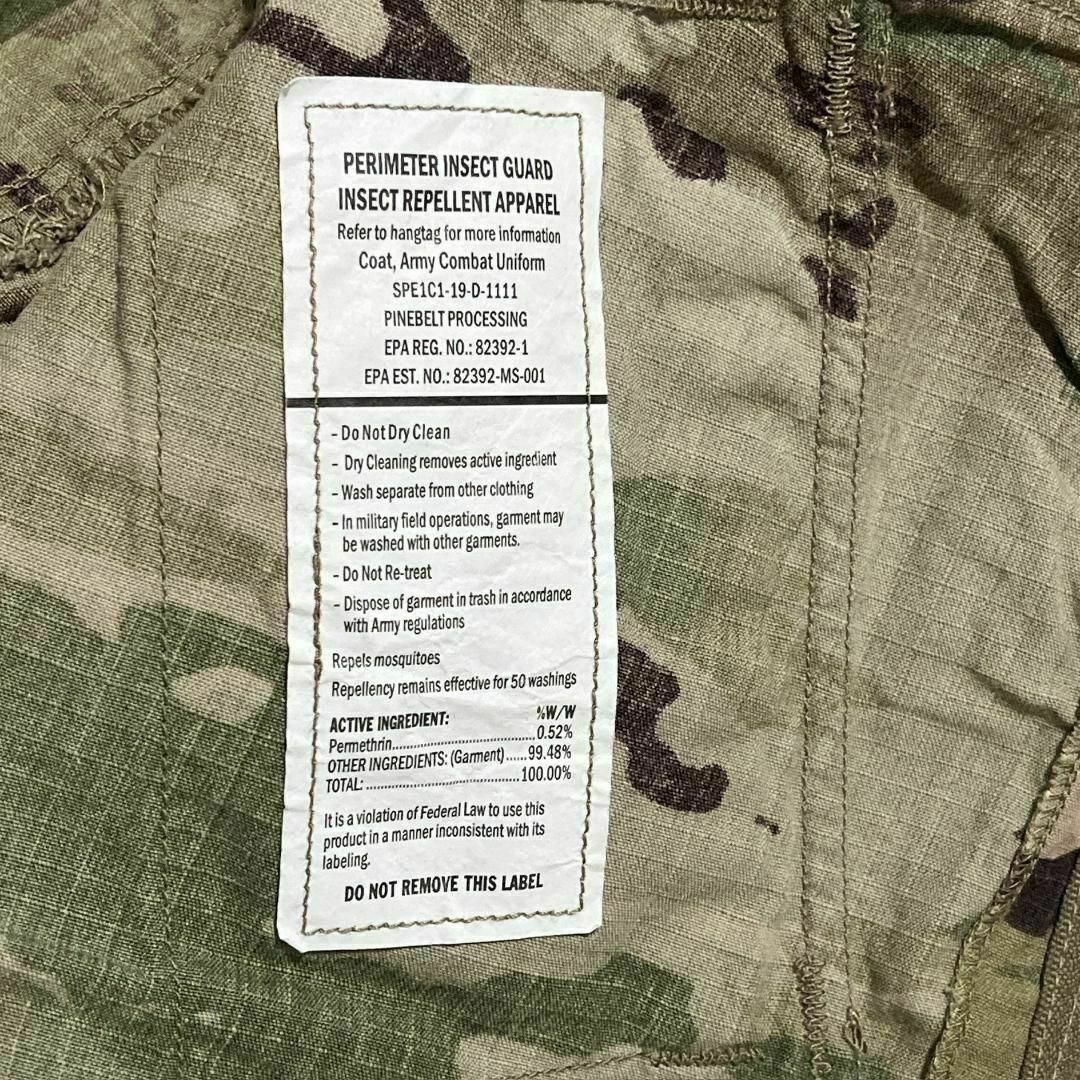 PERIMETER INSECT GUARD
INSECT REPELLENT APPAREL
Refer to hangtag for more information
Coat, Army Combat Uniform
SPE1C1-19-D-1111
PINEBELT PROCESSING
EPA REG. NO.: 82392-1
EPA EST. NO.: 82392-MS-001
- Do Not Dry Clean
- Dry Cleaning removes active ingredient
- Wash separate from other clothing
- In military field operations, garment may
be washed with other garments.
- Do Not Re-treat
- Dispose of garment in trash in accordance
with Army regulations
Repels mosquitoes
Repellency remains effective for 50 washings
ACTIVE INGREDIENT: %W/W
Permethrin.......................................0.52%
OTHER INGREDIENTS: (Garment)......99.48%
TOTAL: ..........................................100.00%
It is a violation of Federal Law to use this
product in a manner inconsistent with its
labeling.
DO NOT REMOVE THIS LABEL